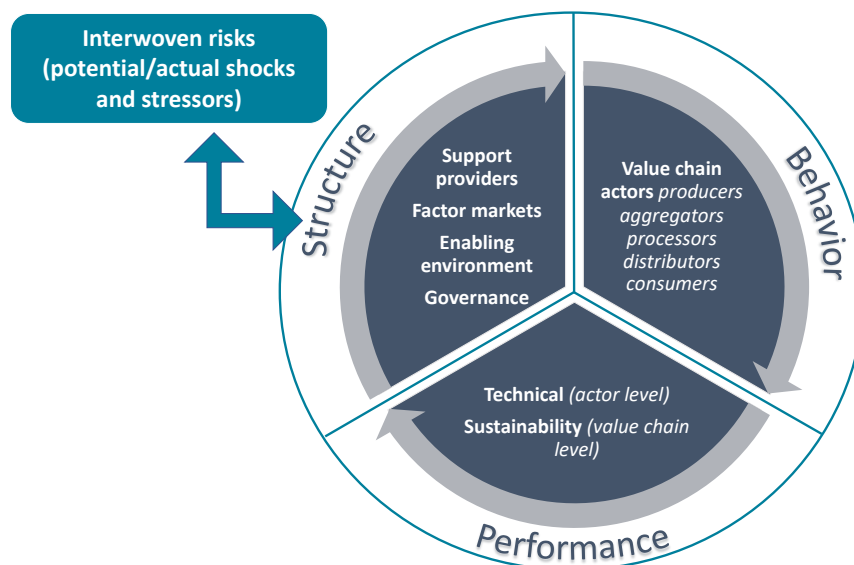 Interwoven risks
(potential/actual shocks
and stressors)
Structure
Support
providers
Factor markets
Enabling
environment
Governance
Value chain
actors producers
aggregators
processors
distributors
consumers
Behavior
Technical (actor level)
Sustainability (value chain
level)
Performance